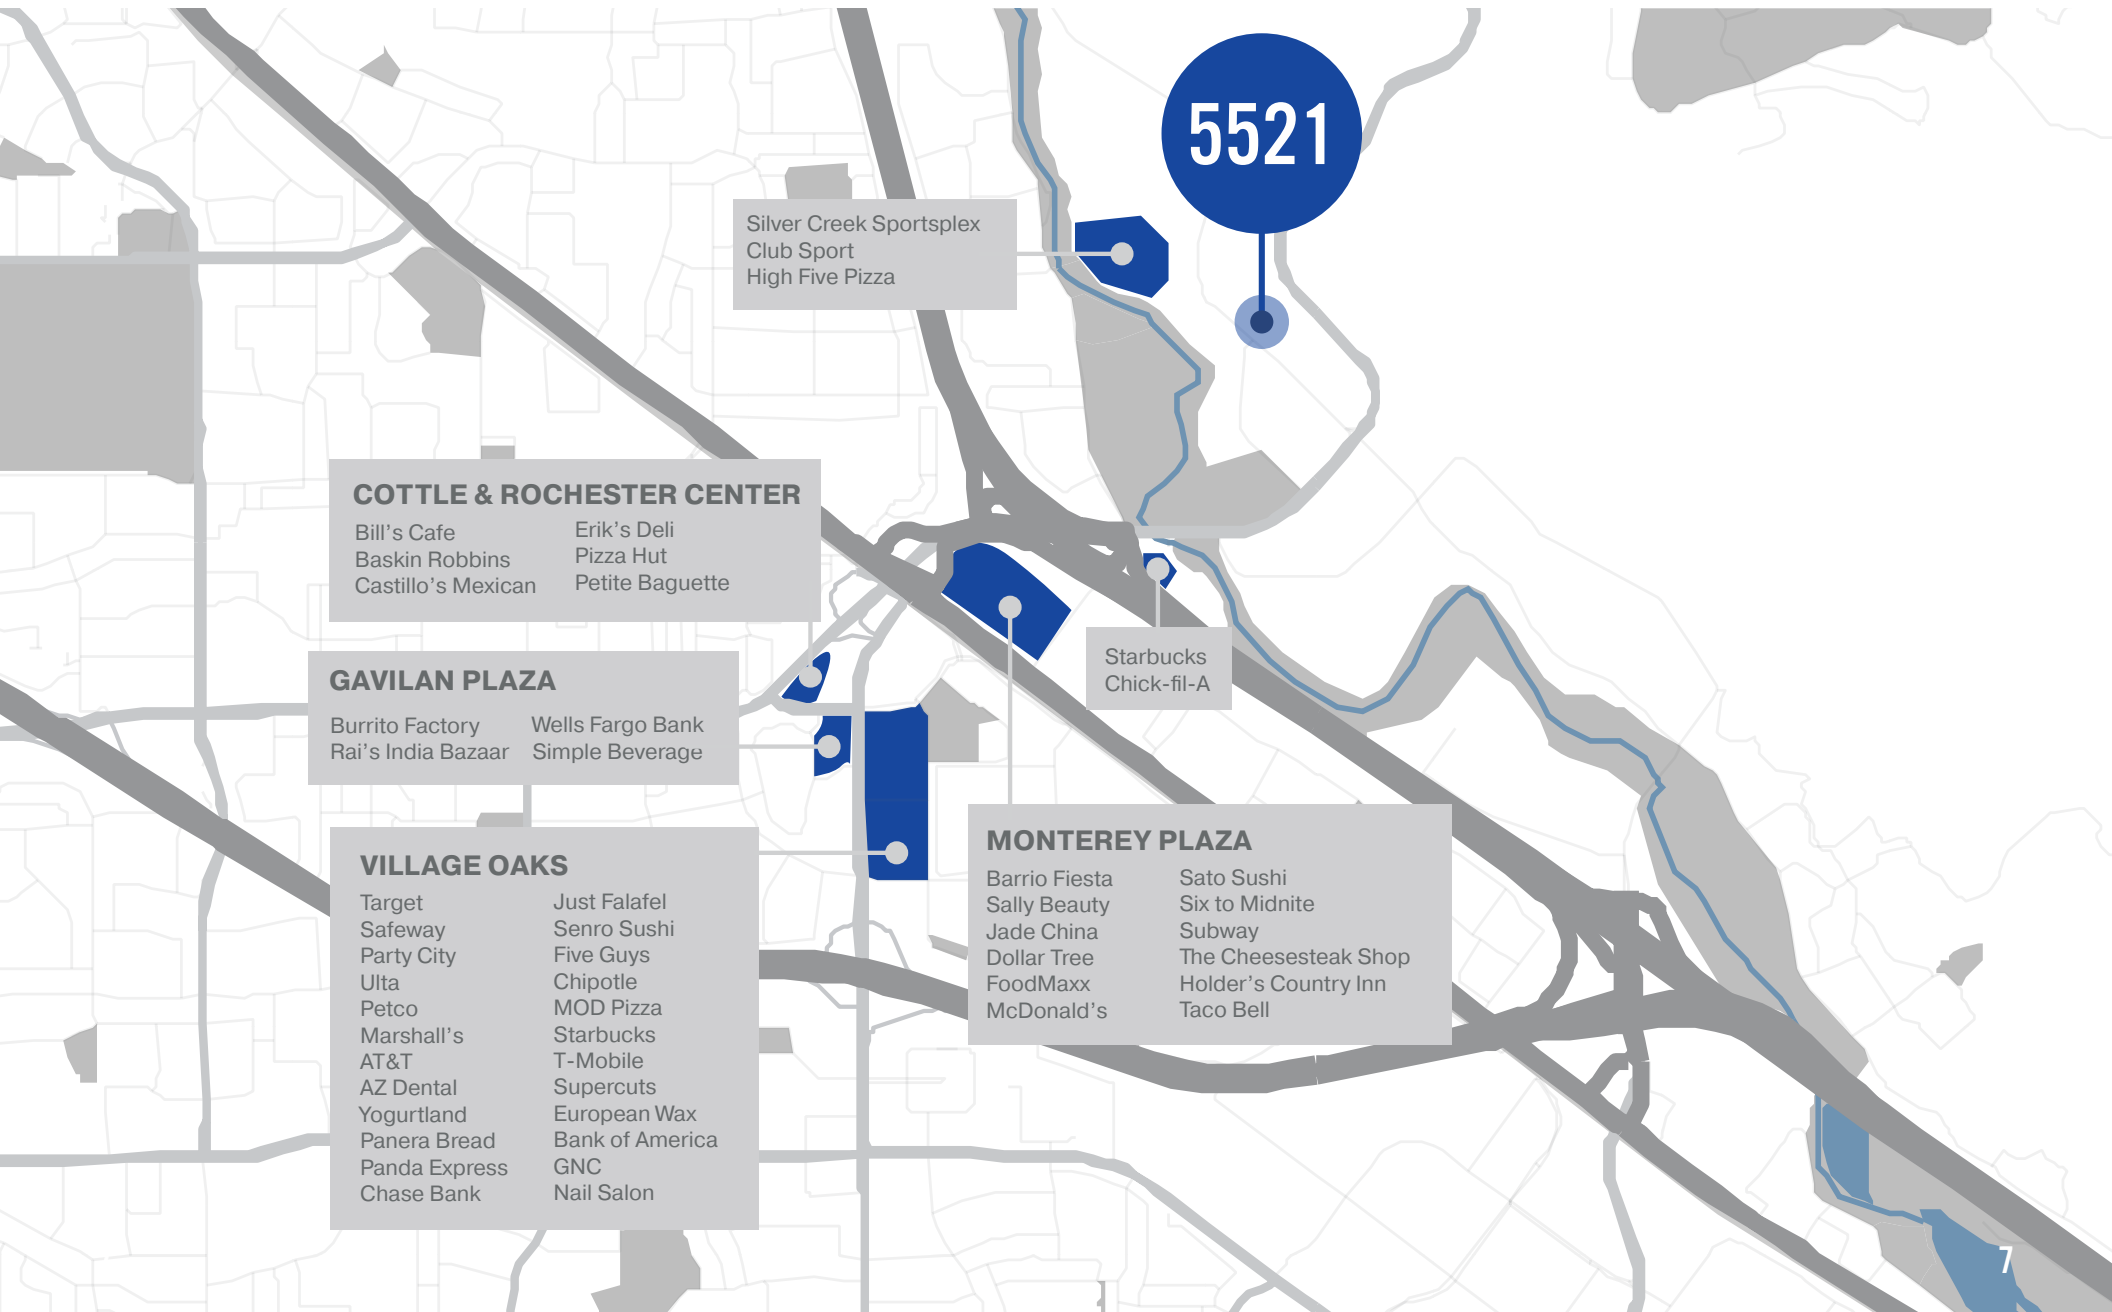 5521
Silver Creek Sportsplex
Club Sport
High Five Pizza
COTTLE & ROCHESTER CENTER
Bill's Cafe
Baskin Robbins
Castillo's Mexican
Erik's Deli
Pizza Hut
Petite Baguette
GAVILAN PLAZA
Burrito Factory
Rai's India Bazaar
Wells Fargo Bank
Simple Beverage
Starbucks
Chick-fil-A
VILLAGE OAKS
Target
Safeway
Party City
Ulta
Petco
Marshall's
AT&T
AZ Dental
Yogurtland
Panera Bread
Panda Express
Chase Bank
Just Falafel
Senro Sushi
Five Guys
Chipotle
MOD Pizza
Starbucks
T-Mobile
Supercuts
European Wax
Bank of America
GNC
Nail Salon
MONTEREY PLAZA
Barrio Fiesta
Sally Beauty
Jade China
Dollar Tree
FoodMaxx
McDonald's
Sato Sushi
Six to Midnite
Subway
The Cheesesteak Shop
Holder's Country Inn
Taco Bell
7